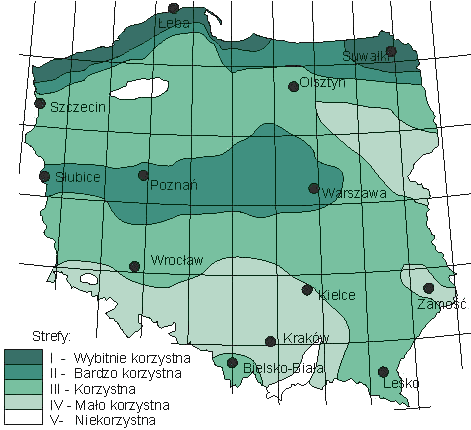 Łeba
Suwałki
Olsztyn
Szczecin
Słubice
Poznań
Warszawa
Wrocław
Kielce
Zamość
Kraków
Bielsko-Biała
Lesko
Strefy:
I - Wybitnie korzystna
II - Bardzo korzystna
III - Korzystna
IV - Mało korzystna
V- Niekorzystna